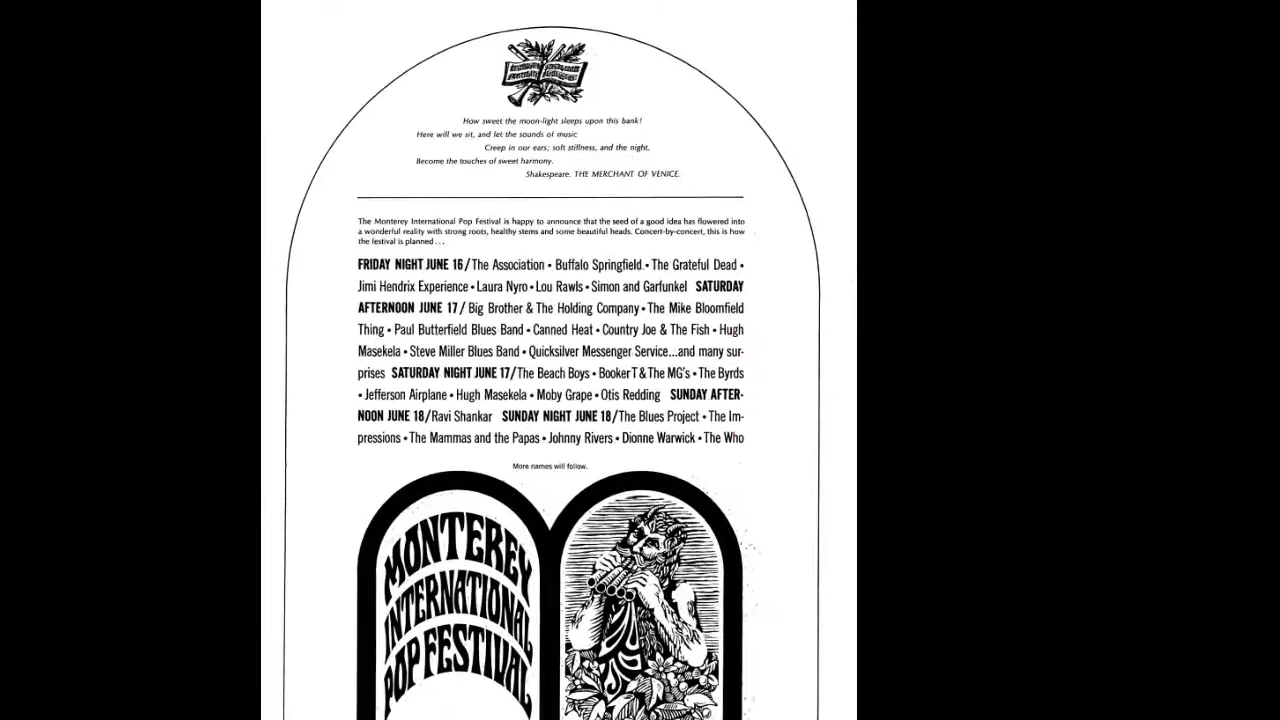 How sweet the moon-light sleeps upon this bank!
Here will we sit, and let the sounds of music
Creep in our ears; soft stillness, and the night,
Become the touches of sweet harmony.
Shakespeare. THE MERCHANT OF VENICE.
The Monterey International Pop Festival is happy to announce that the seed of a good idea has flowered into
a wonderful reality with strong roots, healthy stems and some beautiful heads. Concert-by-concert, this is how
the festival is planned...
FRIDAY NIGHT JUNE 16/The Association • Buffalo Springfield • The Grateful Dead •
Jimi Hendrix Experience • Laura Nyro • Lou Rawls • Simon and Garfunkel SATURDAY
AFTERNOON JUNE 17/ Big Brother & The Holding Company • The Mike Bloomfield
Thing • Paul Butterfield Blues Band • Canned Heat • Country Joe & The Fish • Hugh
Masekela • Steve Miller Blues Band • Quicksilver Messenger Service...and many sur-
prises SATURDAY NIGHT JUNE 17/The Beach Boys • Booker T & The MG's • The Byrds
• Jefferson Airplane • Hugh Masekela • Moby Grape • Otis Redding SUNDAY AFTER-
NOON JUNE 18/Ravi Shankar SUNDAY NIGHT JUNE 18/The Blues Project • The Im-
pressions • The Mammas and the Papas • Johnny Rivers • Dionne Warwick • The Who
More names will follow.
MONTEREY
INTERNATIONAL
POP FESTIVAL